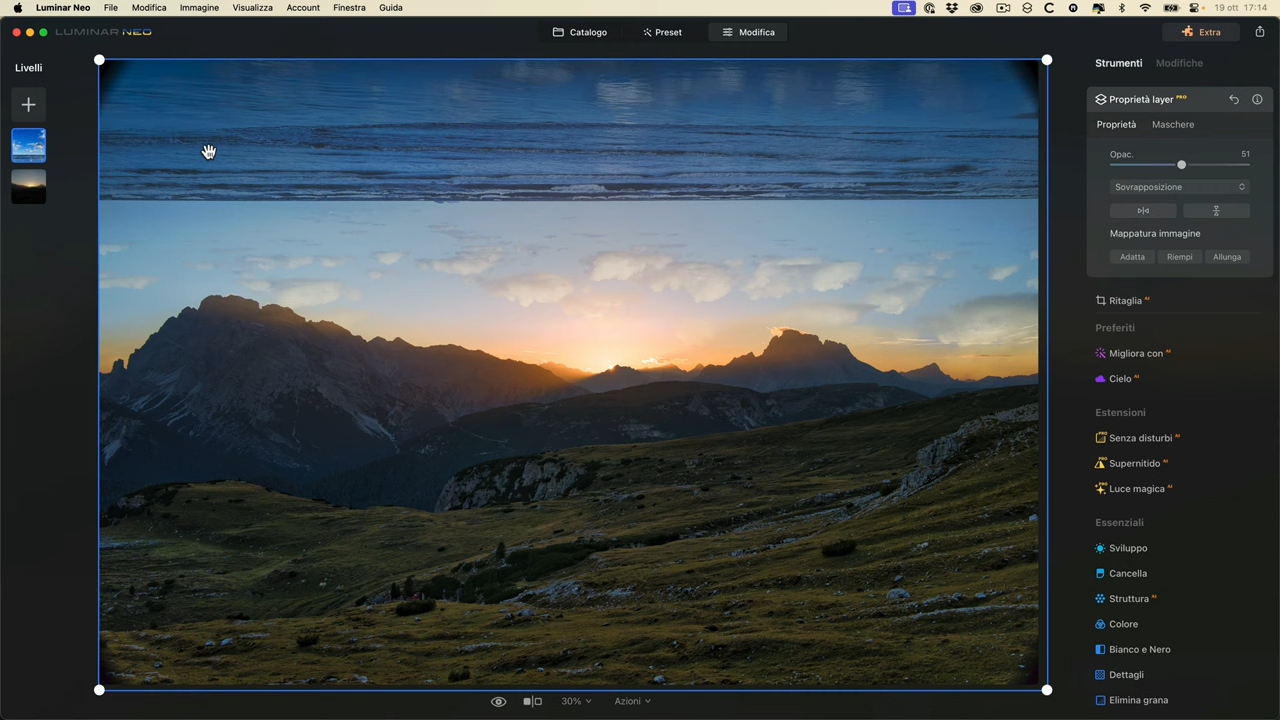 Luminar Neo File Modifica Immagine Visualizza Account Finestra Guida 19 ott 17:14
LUMINAR NEO Catalogo Preset Modifica Extra
Livelli
Strumenti Modifiche
Proprietà layer PRO
Proprietà Maschere
Opac. 51
Sovrapposizione
Mappatura immagine
Adatta Riempi Allunga
Ritaglia AI
Preferiti
Migliora con AI
Cielo AI
Estensioni
PRO Senza disturbi AI
PRO Supernitido AI
PRO Luce magica AI
Essenziali
Sviluppo
Cancella
Struttura AI
Colore
Bianco e Nero
Dettagli
Elimina grana
30% Azioni